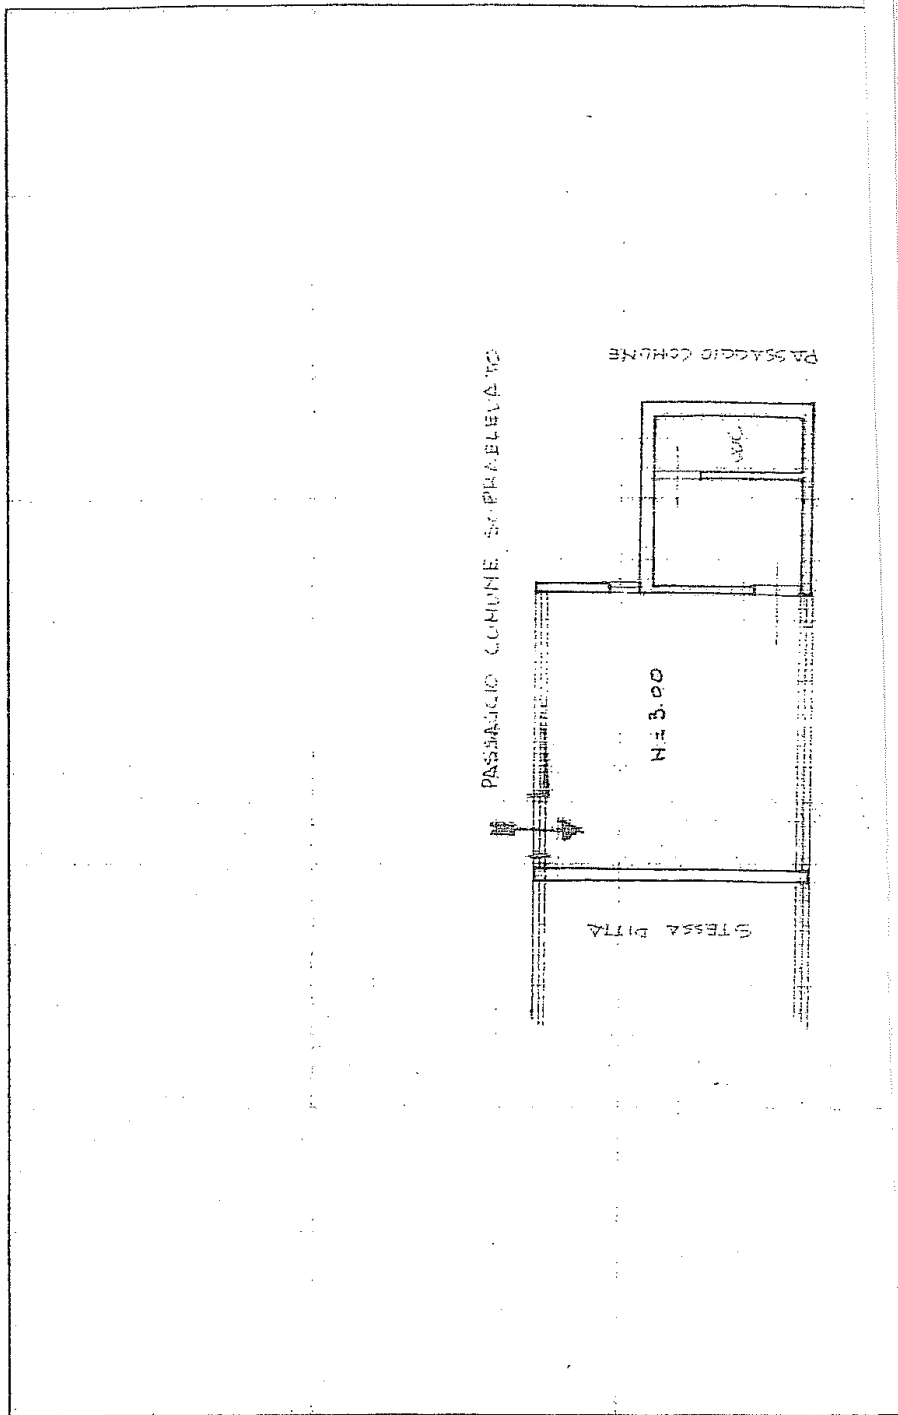 PASSAGGIO COMUNE SOPRAELEVATO
PASSAGGIO COMUNE
W.C.
H=3.00
STESSA DITTA